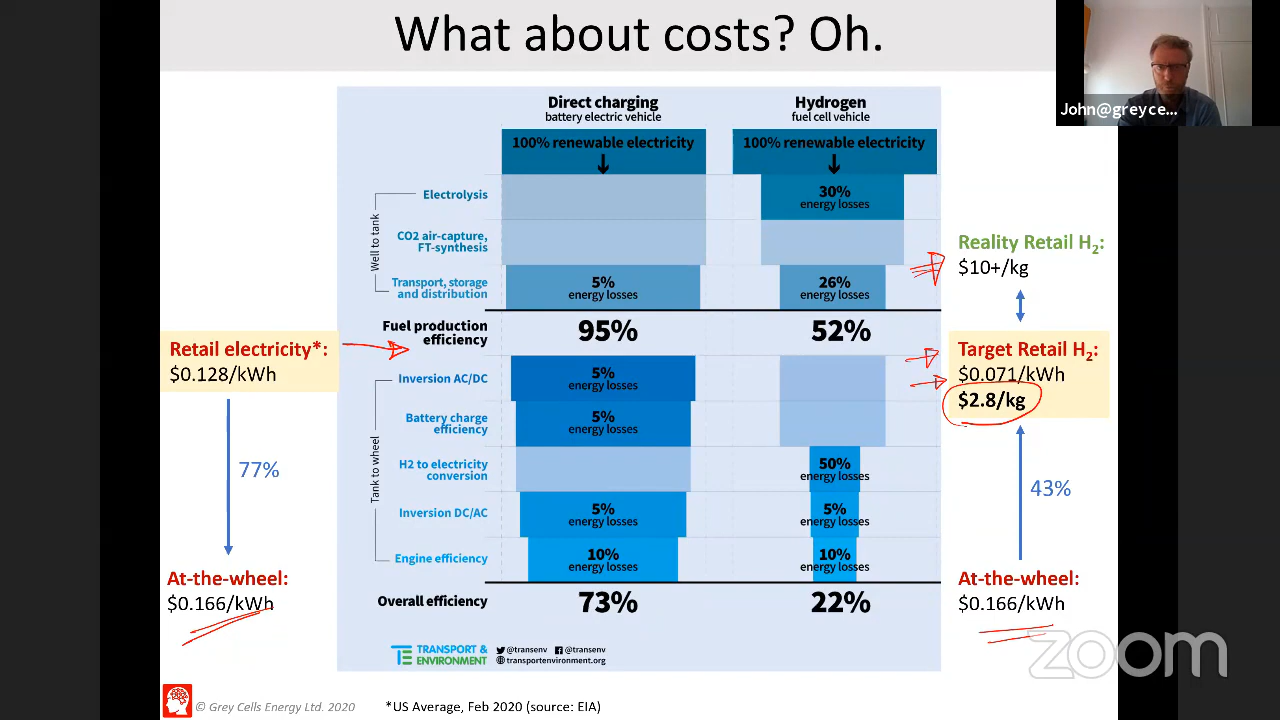 What about costs? Oh.
John@greyce...
Direct charging
battery electric vehicle
Hydrogen
fuel cell vehicle
100% renewable electricity
100% renewable electricity
Well to tank
Electrolysis
30%
energy losses
CO2 air-capture,
FT-synthesis
Transport, storage
and distribution
5%
energy losses
26%
energy losses
Fuel production
efficiency
95%
52%
Tank to wheel
Inversion AC/DC
5%
energy losses
Battery charge
efficiency
5%
energy losses
H2 to electricity
conversion
50%
energy losses
Inversion DC/AC
5%
energy losses
5%
energy losses
Engine efficiency
10%
energy losses
10%
energy losses
Overall efficiency
73%
22%
Retail electricity*:
$0.128/kWh
77%
At-the-wheel:
$0.166/kWh
Reality Retail H₂:
$10+/kg
Target Retail H₂:
$0.071/kWh
$2.8/kg
43%
At-the-wheel:
$0.166/kWh
TRANSPORT &
ENVIRONMENT
@transenv
@transenv
transportenvironment.org
zoom
© Grey Cells Energy Ltd. 2020
*US Average, Feb 2020 (source: EIA)